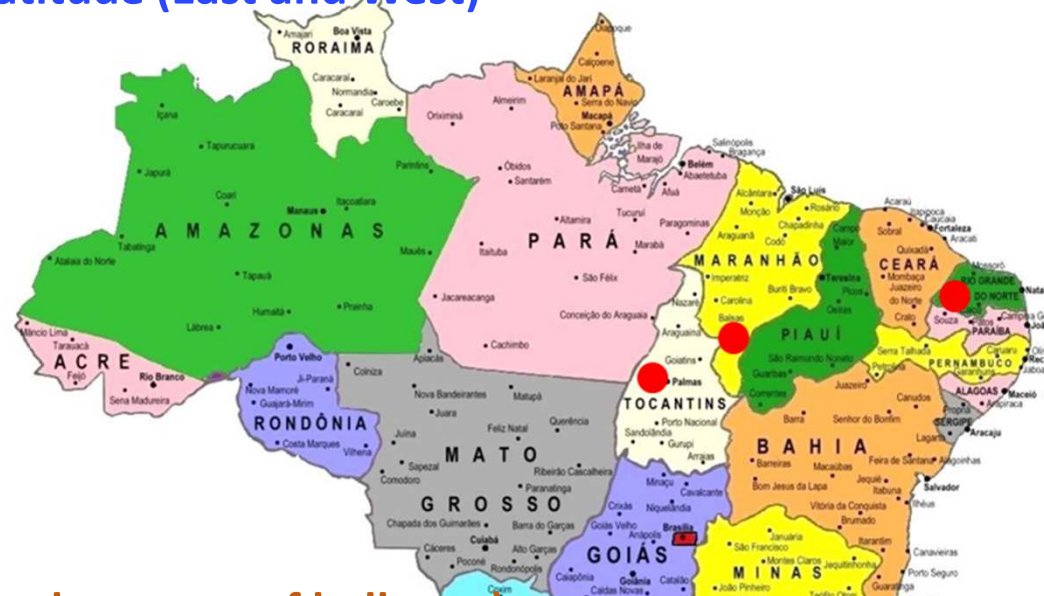 (East and West)
Amajari
Boa Vista
RORAIMA
Caracaraí
Normandia
Caracaraí
Caroebe
Oiapoque
Calçoene
Laranjal do Jari
AMAPÁ
Serra do Navio
Macapá
Porto Santana
Içana
Tapurucuara
Japurá
Coari
Manaus
Itacoatiara
Parintins
AMAZONAS
Maués
Tabatinga
Atalaia do Norte
Tapauá
Humaitá
Prainha
Lábrea
Oriximiná
Almeirim
Óbidos
Santarém
Ilha de
Marajó
Salinópolis
Bragança
Belém
Abaetetuba
Cametá
Afuá
Altamira
Tucuruí
Paragominas
PARÁ
Itaituba
Marabá
São Félix
Jacareacanga
Conceição do Araguaia
Cachimbo
Alcântara
São Luís
Monção
Rosário
Chapadinha
Araguanã
Codo
MARANHÃO
Imperatriz
Buriti Bravo
Carolina
Balsas
Campo
Maior
Teresina
Picos
Oeiras
PIAUÍ
São Raimundo Nonato
Guaribas
Correntes
Acaraú
Itapipoca
Caucaia
Fortaleza
Sobral
Aracati
Quixadá
CEARÁ
Mombaça
Juazeiro
do Norte
Crato
Mossoró
RIO GRANDE
DO NORTE
Souza
Patos
PARAÍBA
Serra Talhada
Caruaru
PERNAMBUCO
Garanhuns
Petrolina
ALAGOAS
Maceió
Arapiraca
Propriá
SERGIPE
Aracaju
Mâncio Lima
Tarauacá
ACRE
Feijó
Rio Branco
Sena Madureira
Porto Velho
Nova Mamoré
Ji-Paraná
Guajará-Mirim
RONDÔNIA
Costa Marques
Vilhena
Apiacás
Colniza
Nova Bandeirantes
Matupá
Juara
Feliz Natal
Querência
Juína
MATO
Sapezal
Ribeirão Cascalheira
Comodoro
Paranatinga
GROSSO
Chapada dos Guimarães
Barra do Garças
Cuiabá
Cáceres
Alto Garças
Poconé
Rondonópolis
Coxim
Nazaré
Araguaina
Goiatins
Palmas
TOCANTINS
Porto Nacional
Sandolândia
Gurupi
Arraias
Minaçu
Cavalcante
Crixás
Niquelândia
Goiás Velho
Brasília
Anápolis
GOIÁS
Caiapônia
Goiânia
Catalão
Caldas Novas
Juazeiro
Canudos
Barra
Senhor do Bonfim
BAHIA
Barreiras
Macaúbas
Feira de Santana
Alagoinhas
Bom Jesus da Lapa
Jequié
Salvador
Itabuna
Ilhéus
Vitória da Conquista
Brumado
Itarantim
Canavieiras
Porto Seguro
Guaratinga
Januária
São Francisco
Montes Claros
Jequitinhonha
MINAS
João Pinheiro